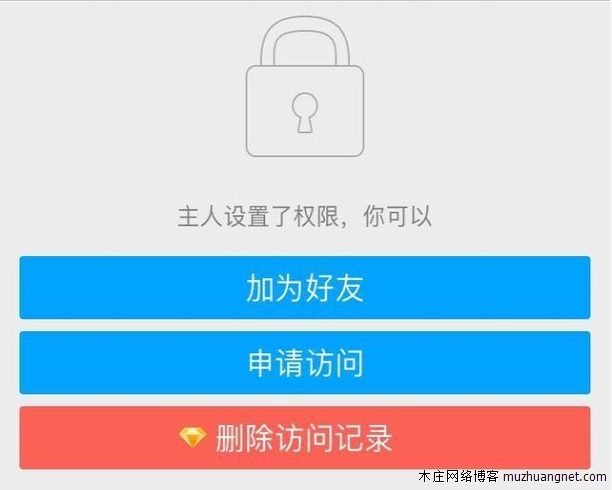 主人设置了权限，你可以
加为好友
申请访问
删除访问记录
木庄网络博客 muzhuangnet.com